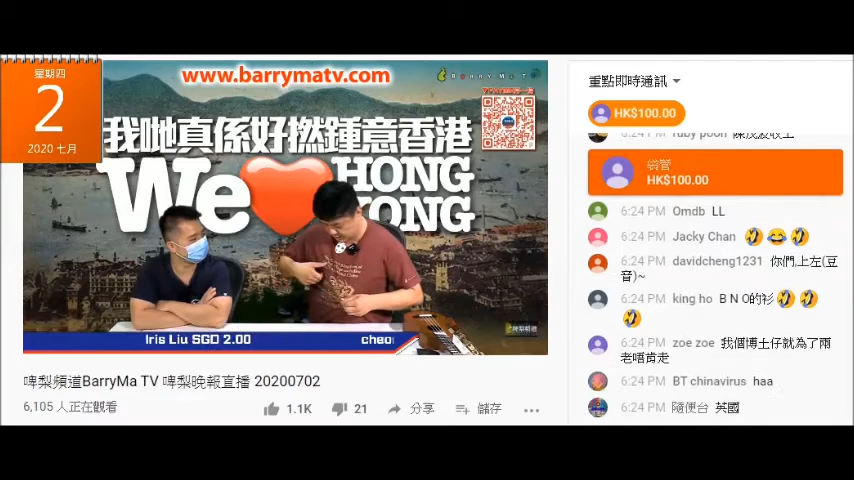 星期四
2
2020 七月
www.barrymatv.com
我哋真係好撚鍾意香港
We
HONG
KONG
Iris Liu SGD 2.00
cheo
啤梨頻道BarryMa TV 啤梨晚報直播 20200702
6,105 人正在觀看
1.1K
21
分享
儲存
重點即時通訊
HK$100.00
HK$100.00
6:24 PM Omdb LL
6:24 PM Jacky Chan 🤣😂🤣
6:24 PM davidcheng1231 你們上左(豆
音)~
6:24 PM king ho B N O的衫🤣🤣
🤣
6:24 PM zoe zoe 我個博士仔就為了兩
老唔肯走
6:24 PM BT chinavirus haa
6:24 PM 隨便台 英國